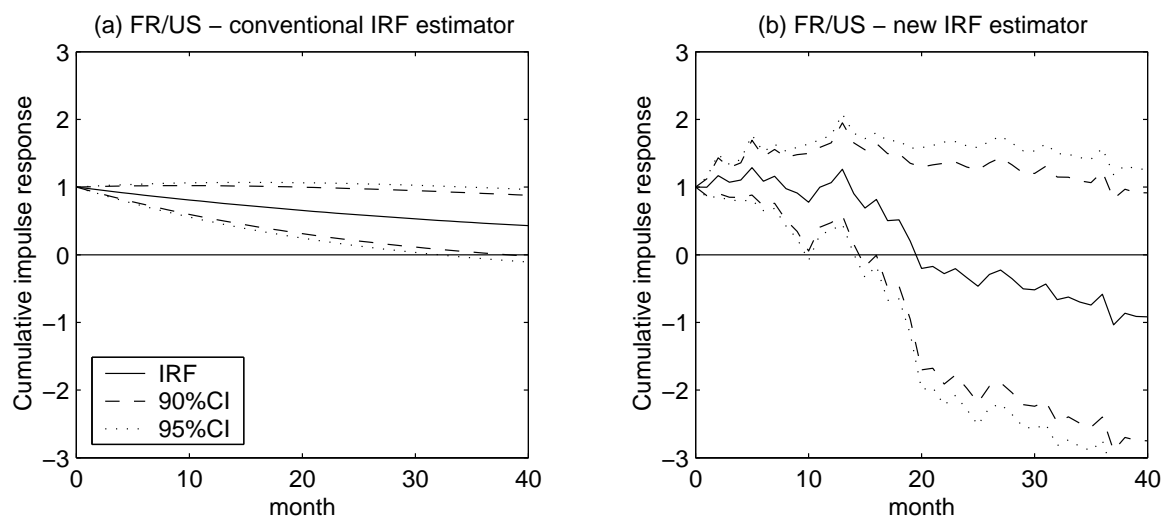 (a) FR/US – conventional IRF estimator
3
2
1
0
−1
−2
−3
Cumulative impulse response
IRF
90%CI
95%CI
0 10 20 30 40
month
(b) FR/US – new IRF estimator
3
2
1
0
−1
−2
−3
Cumulative impulse response
0 10 20 30 40
month